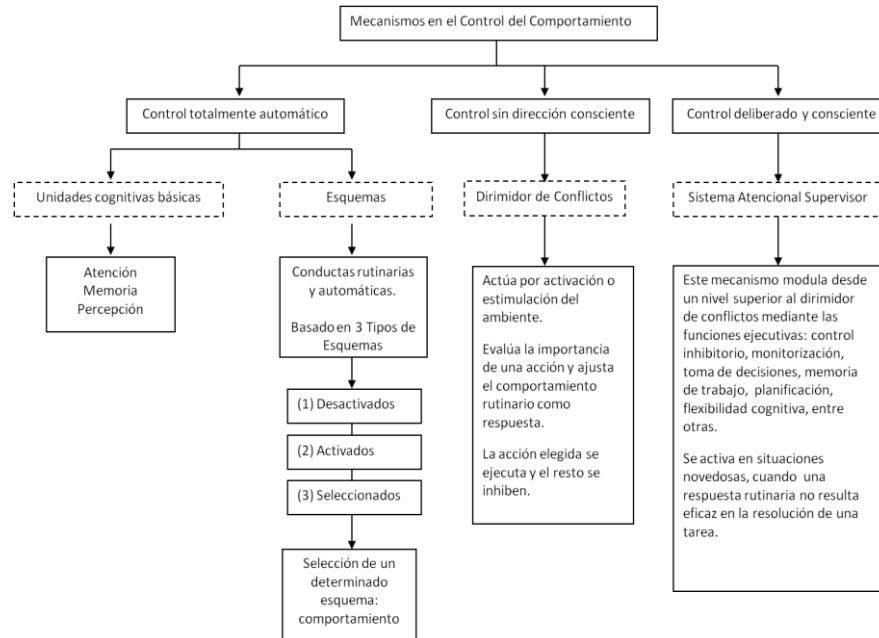 Mecanismos en el Control del Comportamiento
Control totalmente automático
Control sin dirección consciente
Control deliberado y consciente
Unidades cognitivas básicas
Esquemas
Dirimidor de Conflictos
Sistema Atencional Supervisor
Atención
Memoria
Percepción
Conductas rutinarias
y automáticas.
Basado en 3 Tipos de
Esquemas
(1) Desactivados
(2) Activados
(3) Seleccionados
Selección de un
determinado
esquema:
comportamiento
Actúa por activación o
estimulación del
ambiente.
Evalúa la importancia
de una acción y ajusta
el comportamiento
rutinario como
respuesta.
La acción elegida se
ejecuta y el resto se
inhiben.
Este mecanismo modula desde
un nivel superior al dirimidor
de conflictos mediante las
funciones ejecutivas: control
inhibitorio, monitorización,
toma de decisiones, memoria
de trabajo, planificación,
flexibilidad cognitiva, entre
otras.
Se activa en situaciones
novedosas, cuando una
respuesta rutinaria no resulta
eficaz en la resolución de una
tarea.